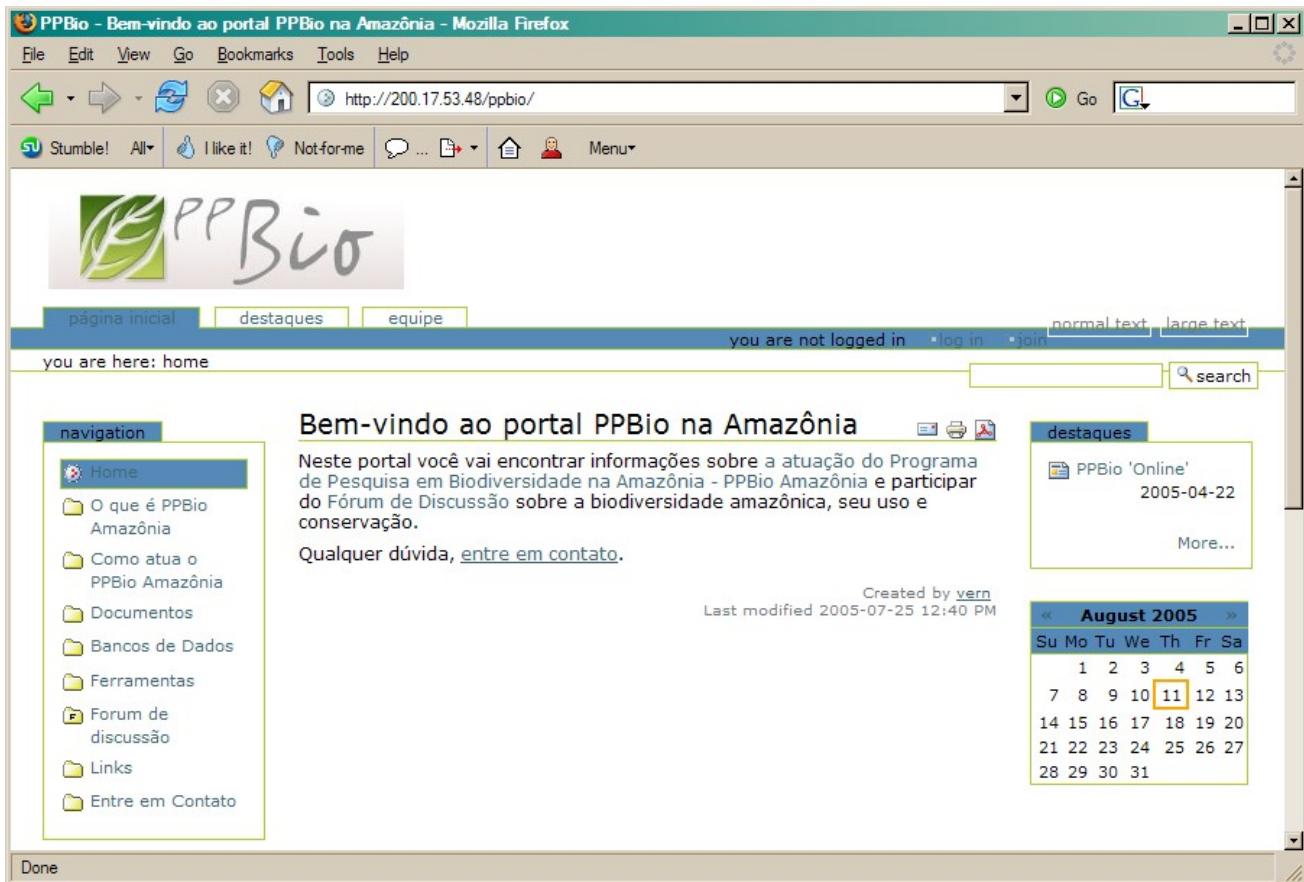 PPBio - Bem-vindo ao portal PPBio na Amazônia - Mozilla Firefox
File Edit View Go Bookmarks Tools Help
http://200.17.53.48/ppbio/ Go G
Stumble! All I like it! Not-for-me ... Menu
PPBio
página inicial destaques equipe
normal text large text
you are not logged in log in join
you are here: home
search
navigation
Home
O que é PPBio
Amazônia
Como atua o
PPBio Amazônia
Documentos
Bancos de Dados
Ferramentas
Forum de
discussão
Links
Entre em Contato
Bem-vindo ao portal PPBio na Amazônia
Neste portal você vai encontrar informações sobre a atuação do Programa
de Pesquisa em Biodiversidade na Amazônia - PPBio Amazônia e participar
do Fórum de Discussão sobre a biodiversidade amazônica, seu uso e
conservação.
Qualquer dúvida, entre em contato.
Created by vern
Last modified 2005-07-25 12:40 PM
destaques
PPBio 'Online'
2005-04-22
More...
« August 2005 »
Su Mo Tu We Th Fr Sa
1 2 3 4 5 6
7 8 9 10 11 12 13
14 15 16 17 18 19 20
21 22 23 24 25 26 27
28 29 30 31
Done